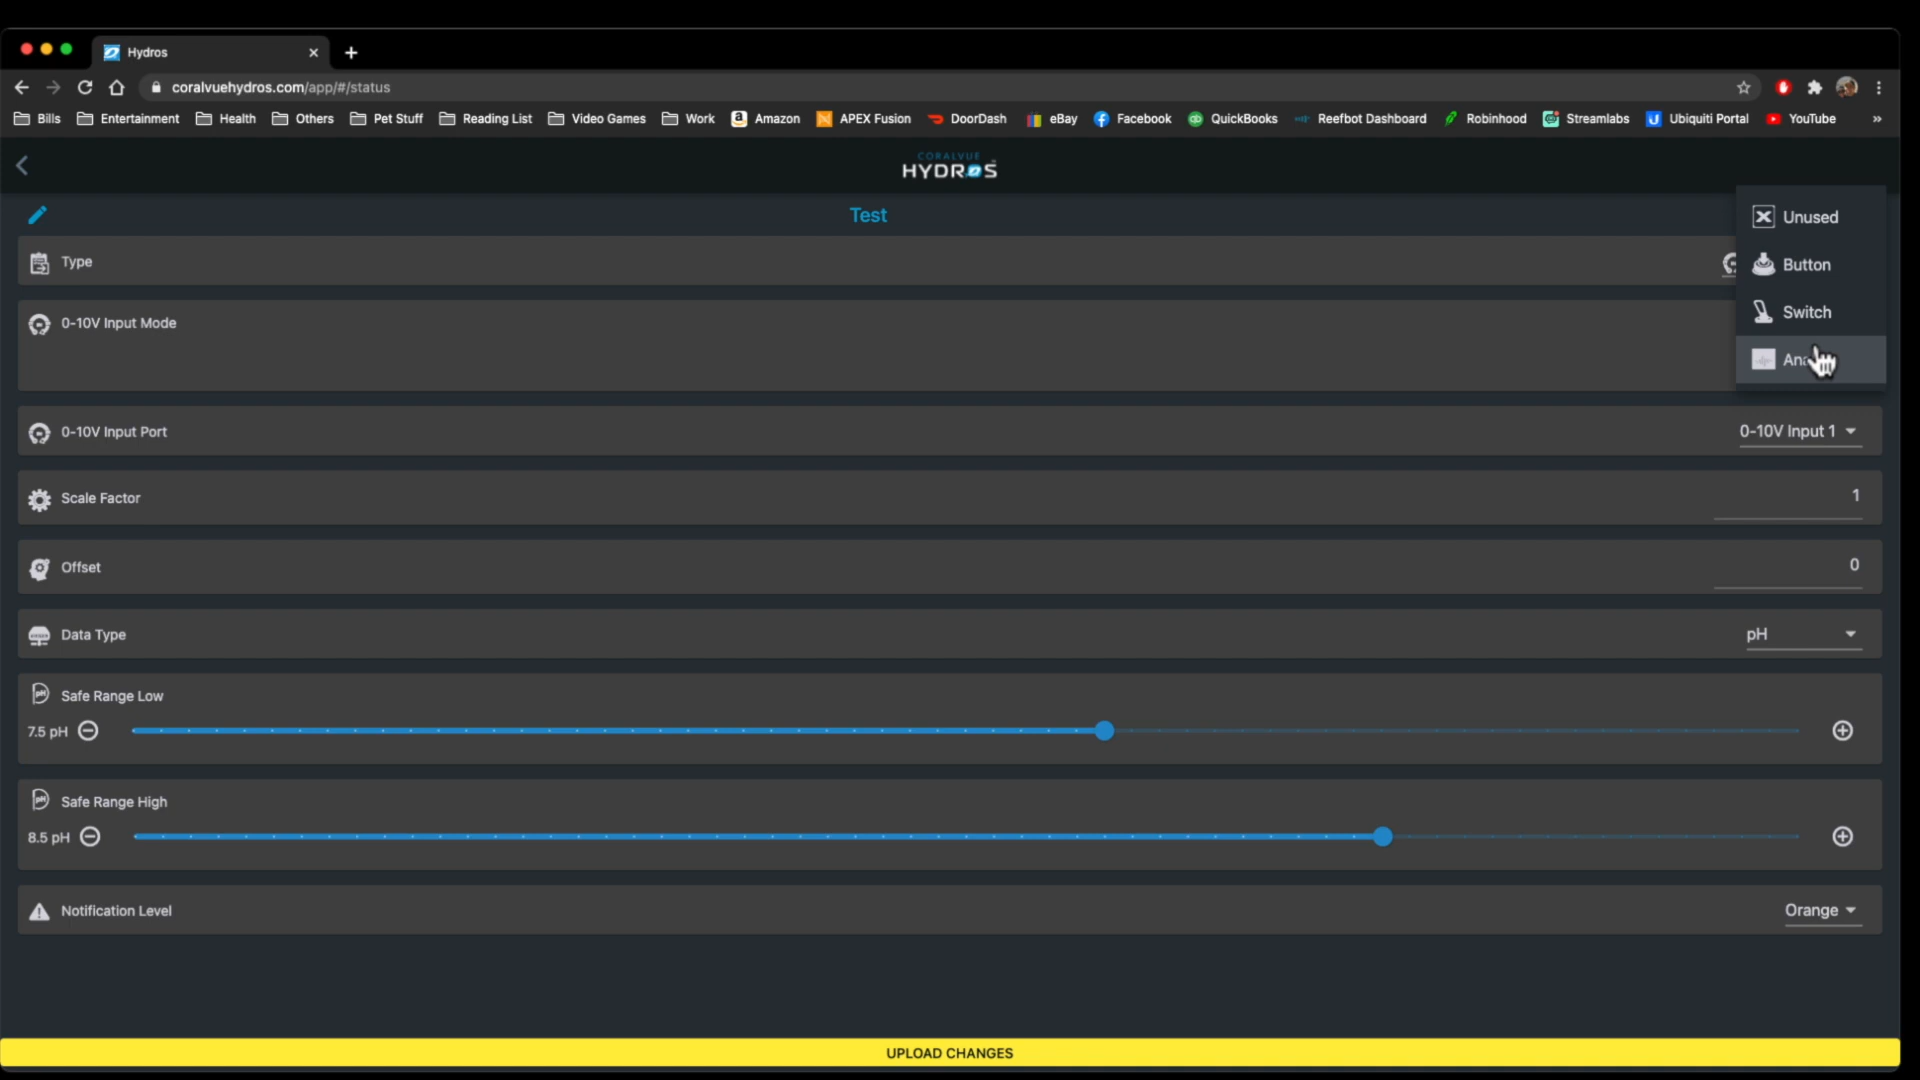 Hydros
coralvuehydros.com/app/#/status
Bills Entertainment Health Others Pet Stuff Reading List Video Games Work Amazon APEX Fusion DoorDash eBay Facebook QuickBooks Reefbot Dashboard Robinhood Streamlabs Ubiquiti Portal YouTube »
CORALVUE
HYDROS
Test
Unused
Type
Button
0-10V Input Mode
Switch
0-10V Input Port 0-10V Input 1
Scale Factor 1
Offset 0
Data Type pH
Safe Range Low
7.5 pH
Safe Range High
8.5 pH
Notification Level Orange
UPLOAD CHANGES